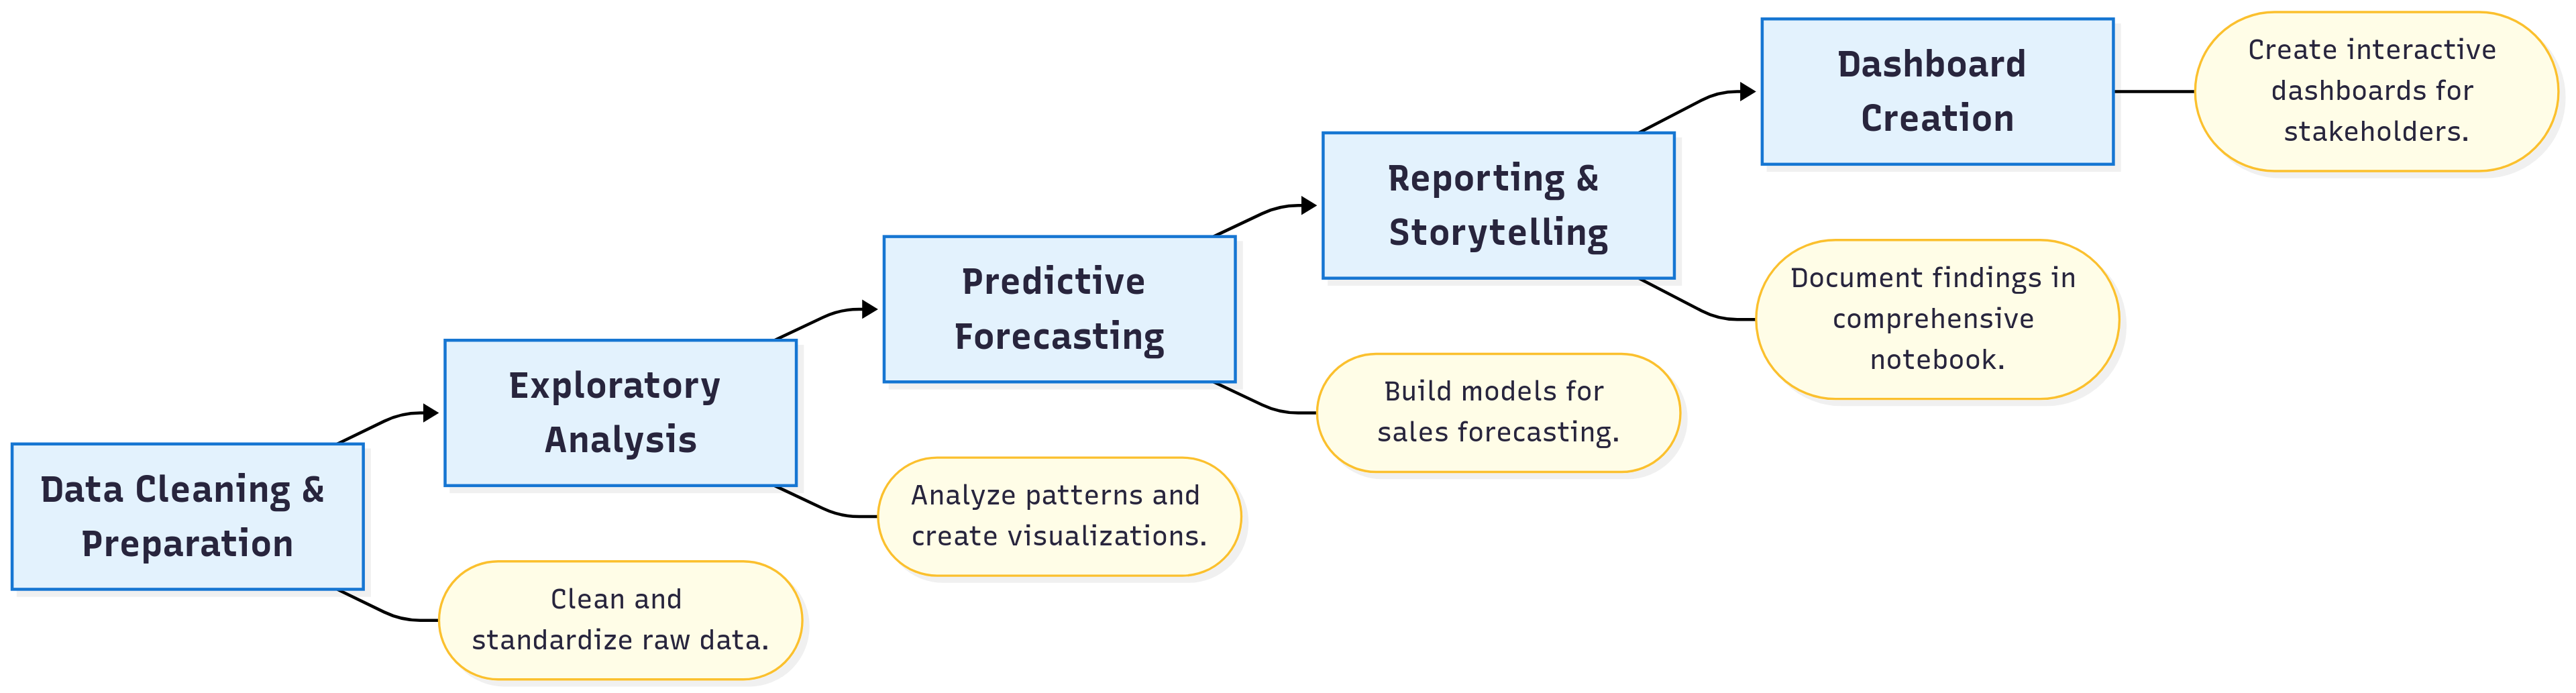 Data Cleaning &
Preparation
Clean and
standardize raw data.
Exploratory
Analysis
Analyze patterns and
create visualizations.
Predictive
Forecasting
Build models for
sales forecasting.
Reporting &
Storytelling
Document findings in
comprehensive
notebook.
Dashboard
Creation
Create interactive
dashboards for
stakeholders.